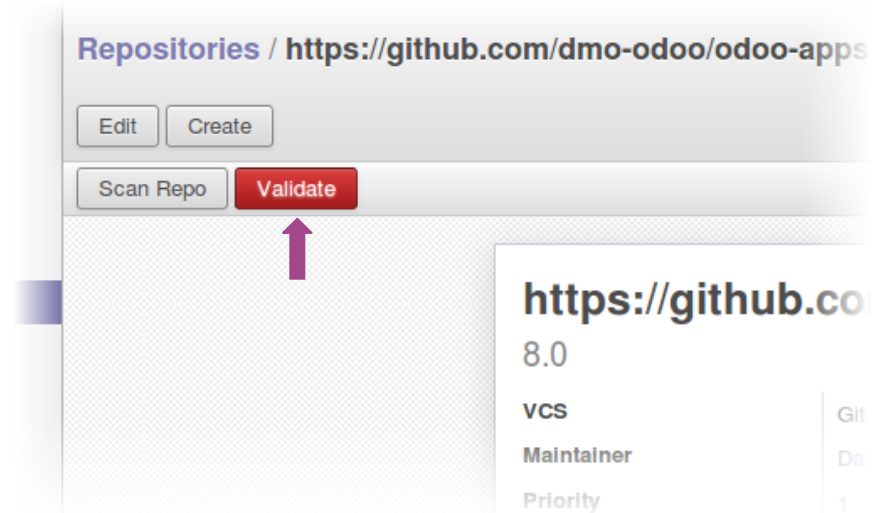 Repositories / https://github.com/dmo-odoo/odoo-apps
Edit Create
Scan Repo Validate
https://github.co
8.0
VCS Git
Maintainer
Priority 1